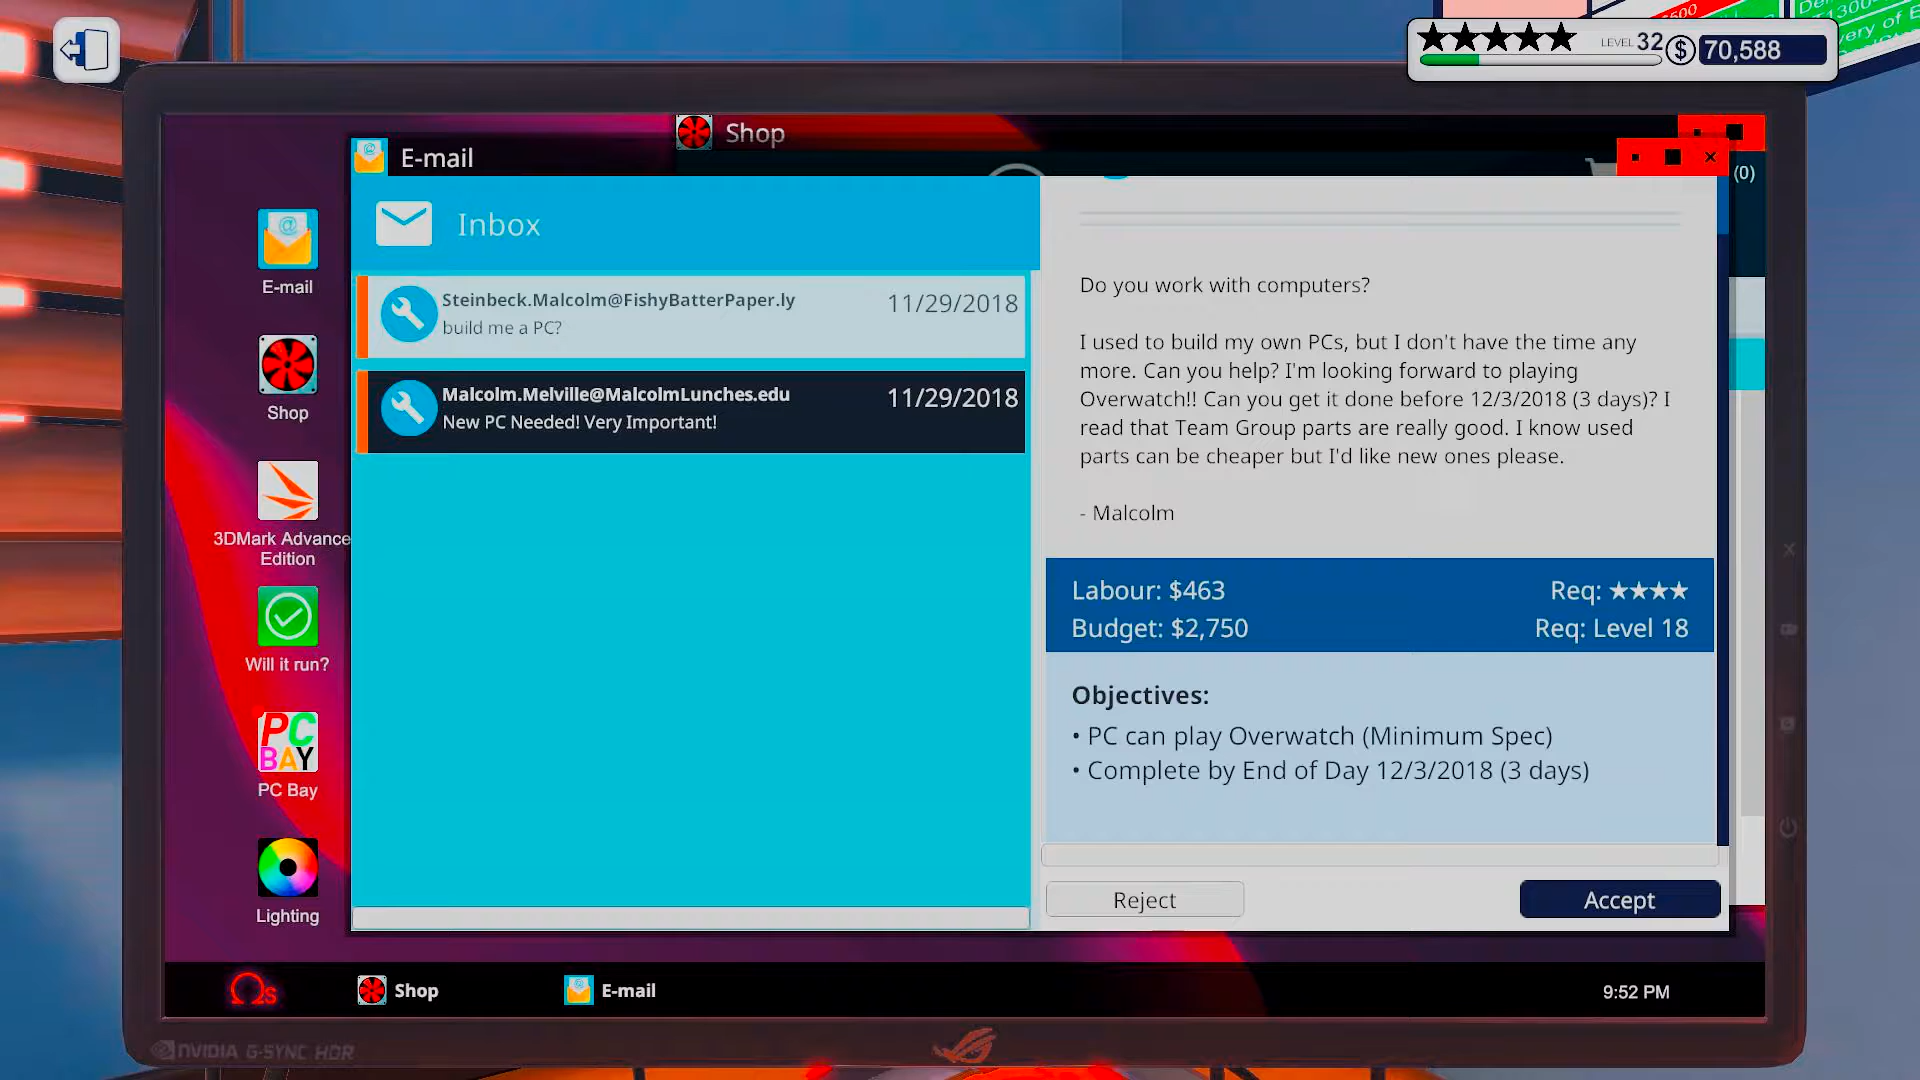 LEVEL 32
$ 70,588
Shop
E-mail
(0)
Inbox
Steinbeck.Malcolm@FishyBatterPaper.ly
11/29/2018
build me a PC?
Malcolm.Melville@MalcolmLunches.edu
11/29/2018
New PC Needed! Very Important!
Do you work with computers?
I used to build my own PCs, but I don't have the time any
more. Can you help? I'm looking forward to playing
Overwatch!! Can you get it done before 12/3/2018 (3 days)? I
read that Team Group parts are really good. I know used
parts can be cheaper but I'd like new ones please.
- Malcolm
Labour: $463
Req: ★★★★
Budget: $2,750
Req: Level 18
Objectives:
• PC can play Overwatch (Minimum Spec)
• Complete by End of Day 12/3/2018 (3 days)
Reject
Accept
E-mail
Shop
3DMark Advance
Edition
Will it run?
PC
BAY
PC Bay
Lighting
Ωs
Shop
E-mail
9:52 PM
NVIDIA G-SYNC HDR